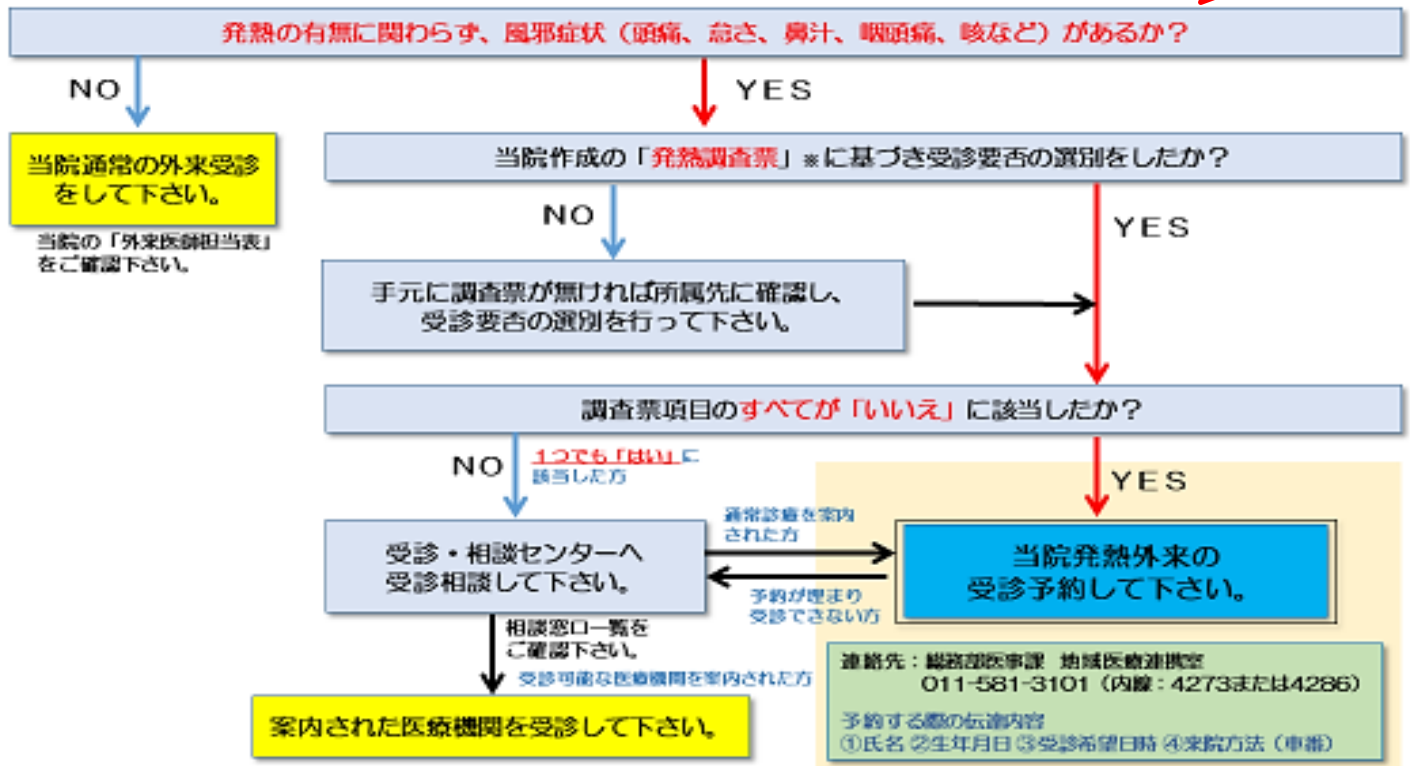 発熱の有無に関わらず、風邪症状（頭痛、怠さ、鼻汁、咽頭痛、咳など）があるか？
NO
YES
当院通常の外来受診
をして下さい。
当院の「外来医師担当表」
をご確認下さい。
当院作成の「発熱調査票」※に基づき受診要否の選別をしたか？
NO
YES
手元に調査票が無ければ所属先に確認し、
受診要否の選別を行って下さい。
調査票項目のすべてが「いいえ」に該当したか？
NO
１つでも「はい」に
該当した方
YES
受診・相談センターへ
受診相談して下さい。
通常診療を案内
された方
予約が埋まり
受診できない方
当院発熱外来の
受診予約して下さい。
相談窓口一覧を
ご確認下さい。
受診可能な医療機関を案内された方
案内された医療機関を受診して下さい。
連絡先：総務部医事課　地域医療連携室
011-581-3101（内線：4273または4286）
予約する際の伝達内容
①氏名 ②生年月日 ③受診希望日時 ④来院方法（車番）